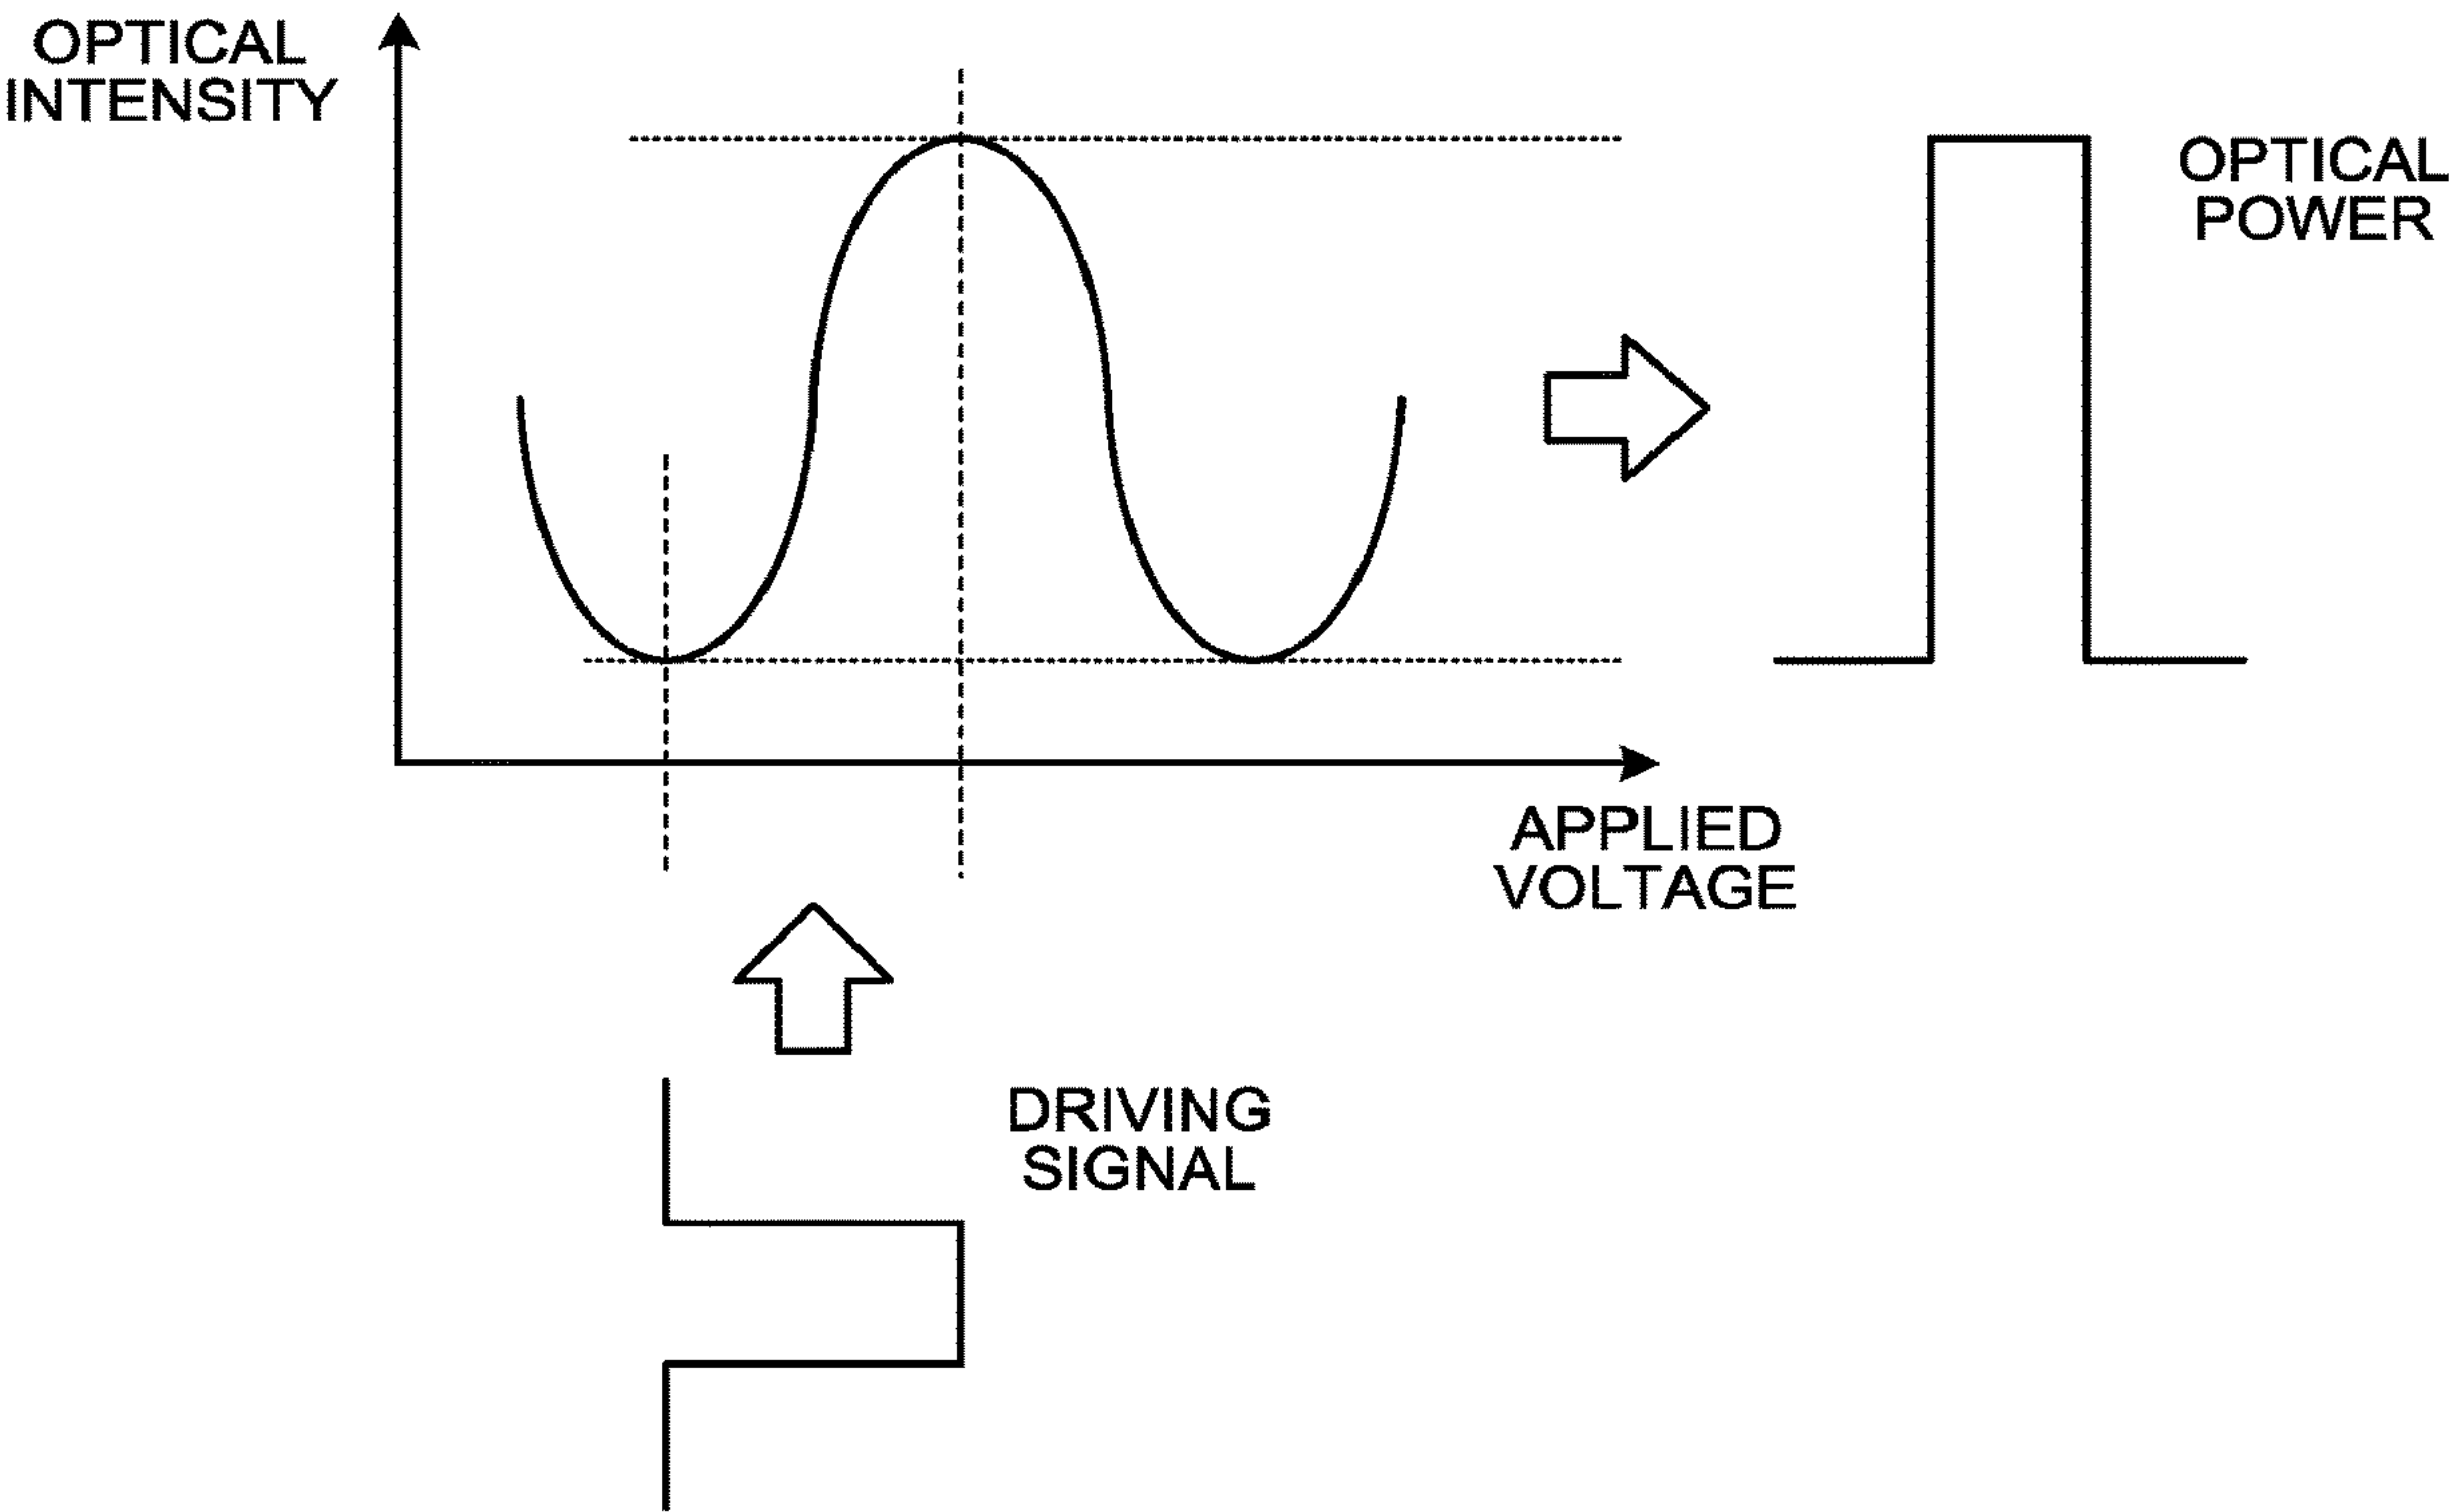 OPTICAL
INTENSITY
OPTICAL
POWER
APPLIED
VOLTAGE
DRIVING
SIGNAL